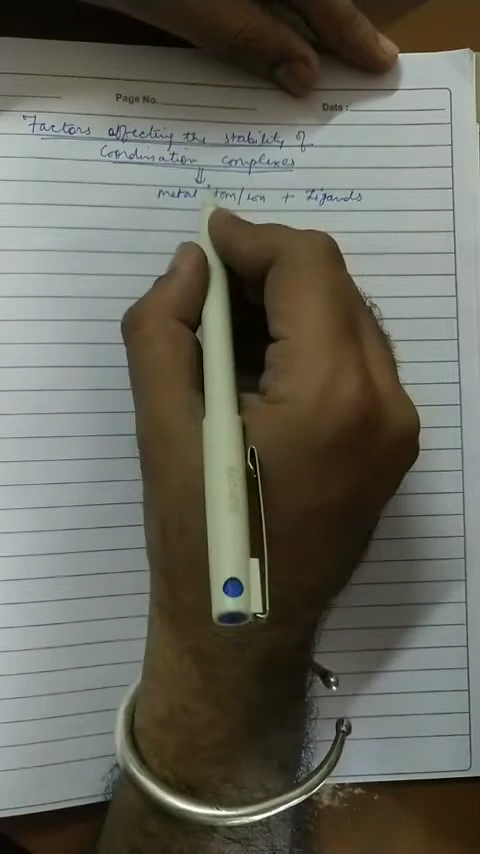 Page No.
Date :
Factors affecting the stability of
Coordination complexes
⇓
metal atom/ion + Ligands